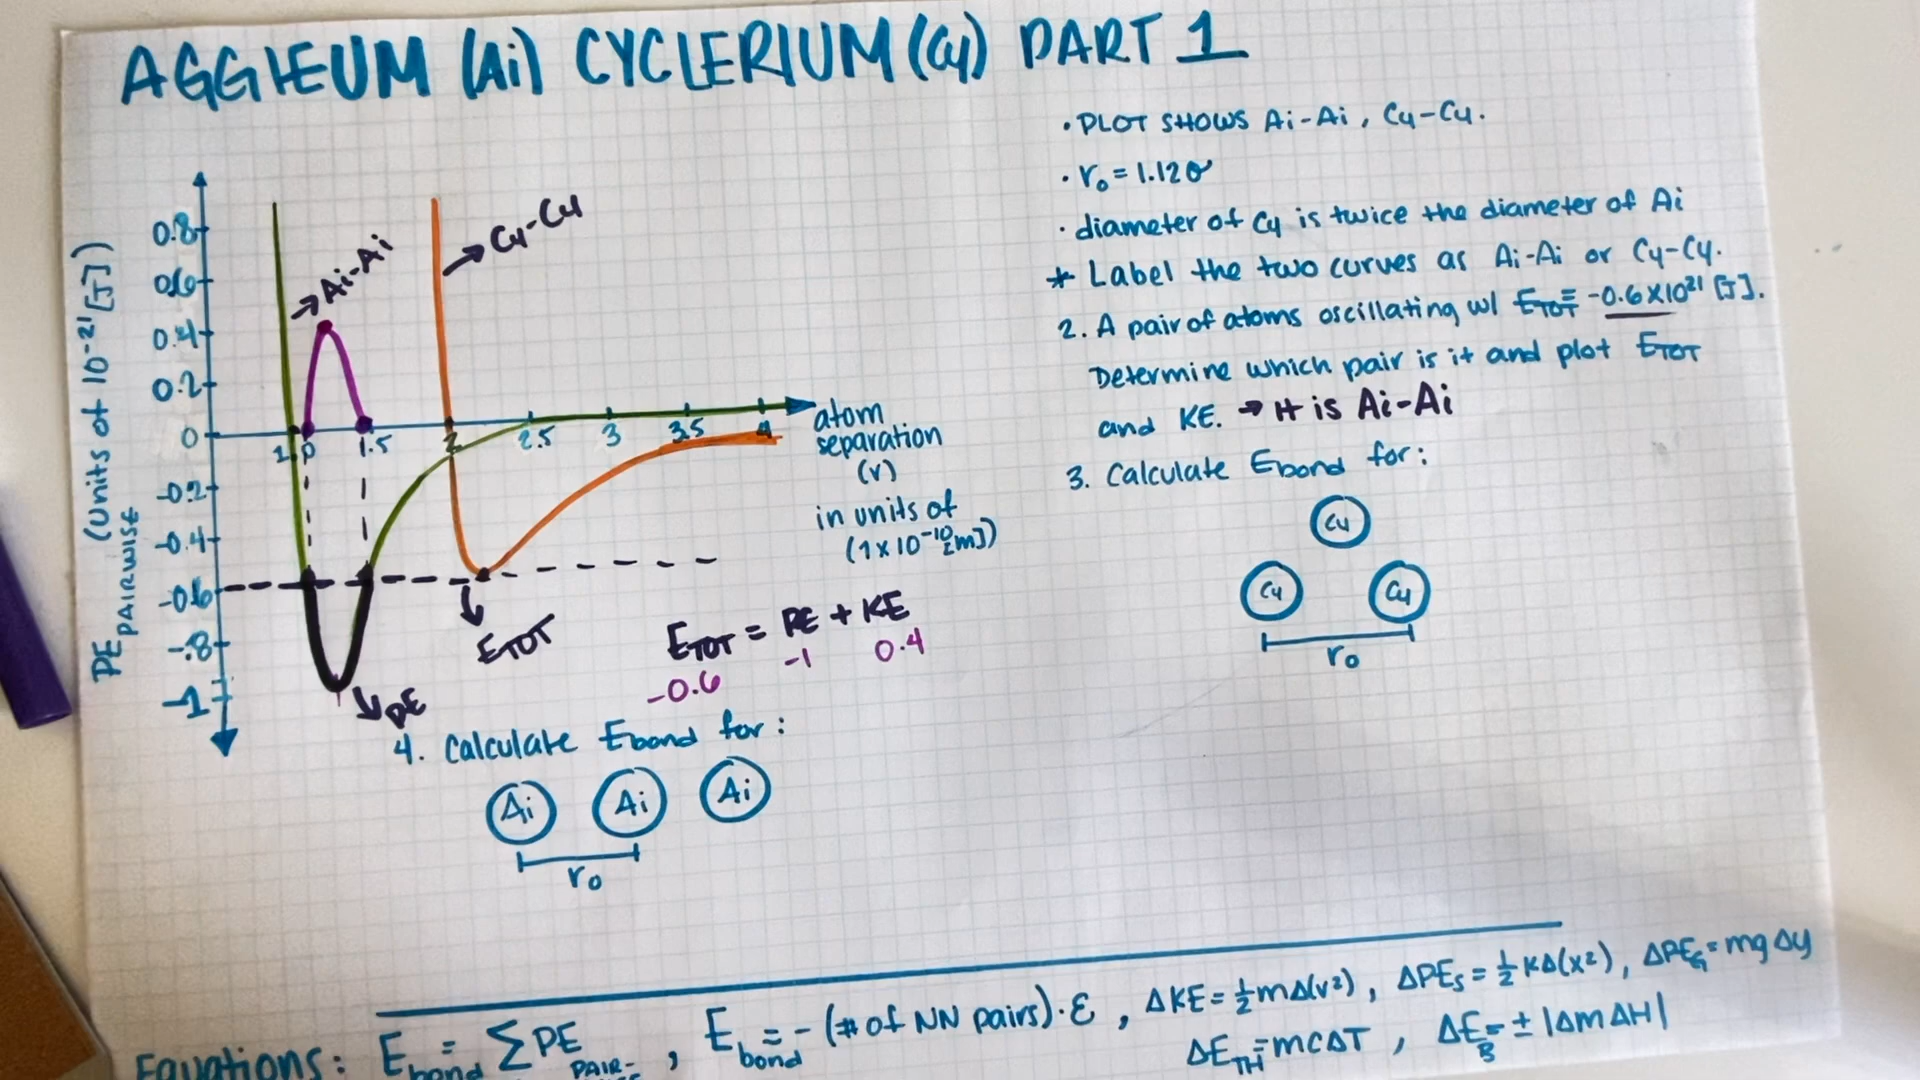 AGGIEUM (Ai) CYCLERIUM (Cy) PART 1
• PLOT SHOWS Ai-Ai, Cy-Cy.
• r₀ = 1.12σ
• diameter of Cy is twice the diameter of Ai
* Label the two curves as Ai-Ai or Cy-Cy.
2. A pair of atoms oscillating w/ ETOT = -0.6X10²¹ [J].
Determine which pair is it and plot ETOT
and KE. → It is Ai-Ai
3. Calculate Ebond for:
Cy
Cy Cy
r₀
PE PAIRWISE (Units of 10⁻²¹ [J])
0.8
0.6
0.4
0.2
0
-0.2
-0.4
-0.6
-.8
-1
→ Ai-Ai
→ Cy-Cy
1 1.5 2 2.5 3 3.5 4
atom
separation
(r)
in units of
(1x10⁻¹⁰[m])
ETOT
PE
ETOT = PE + KE
-0.6 -1 0.4
4. Calculate Ebond for:
Ai Ai Ai
r₀
Equations: Ebond = ΣPE PAIR- , Ebond = - (# of NN pairs)·ε , ΔKE = ½mΔ(v²) , ΔPEs = ½KΔ(x²) , ΔPEG = mgΔy
ΔETH = mCΔT , ΔEB = ± |Δm ΔH|